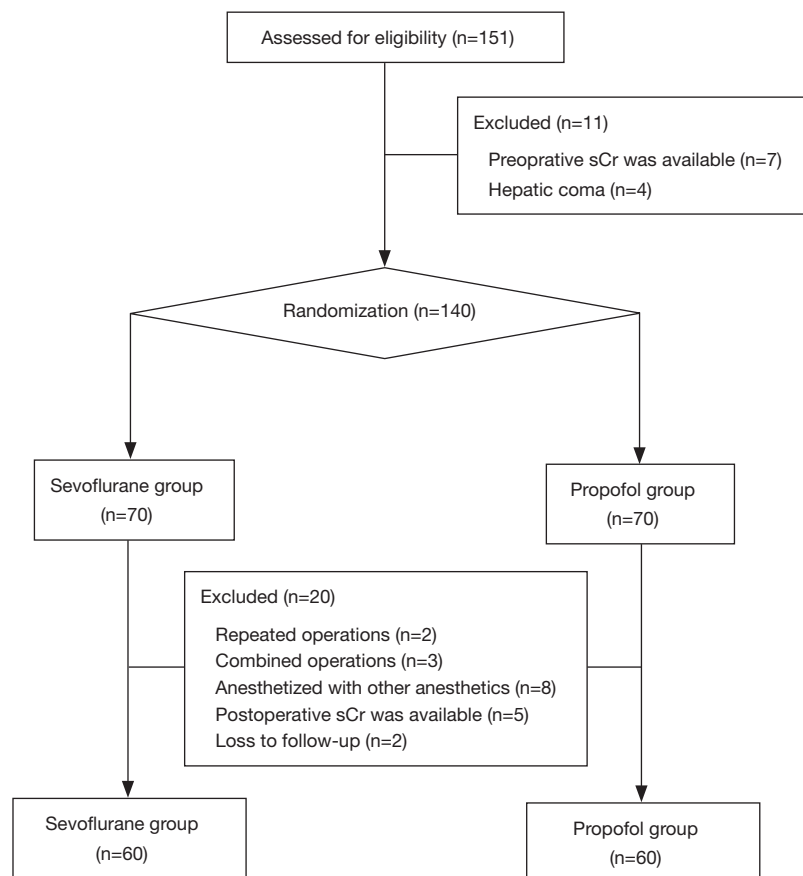 Assessed for eligibility (n=151)
Excluded (n=11)
Preoprative sCr was available (n=7)
Hepatic coma (n=4)
Randomization (n=140)
Sevoflurane group
(n=70)
Propofol group
(n=70)
Excluded (n=20)
Repeated operations (n=2)
Combined operations (n=3)
Anesthetized with other anesthetics (n=8)
Postoperative sCr was available (n=5)
Loss to follow-up (n=2)
Sevoflurane group
(n=60)
Propofol group
(n=60)